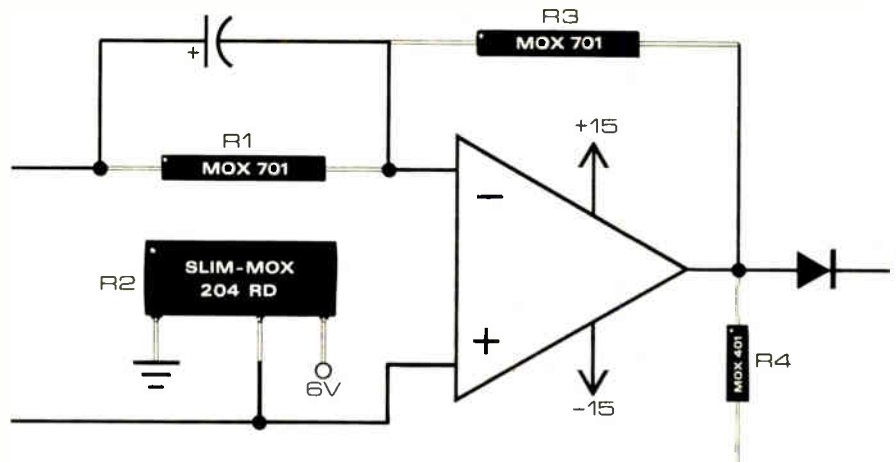 R3
MOX 701
+
R1
MOX 701
+15
−
R2
SLIM-MOX
204 RD
6V
+
-15
MOX 401
R4